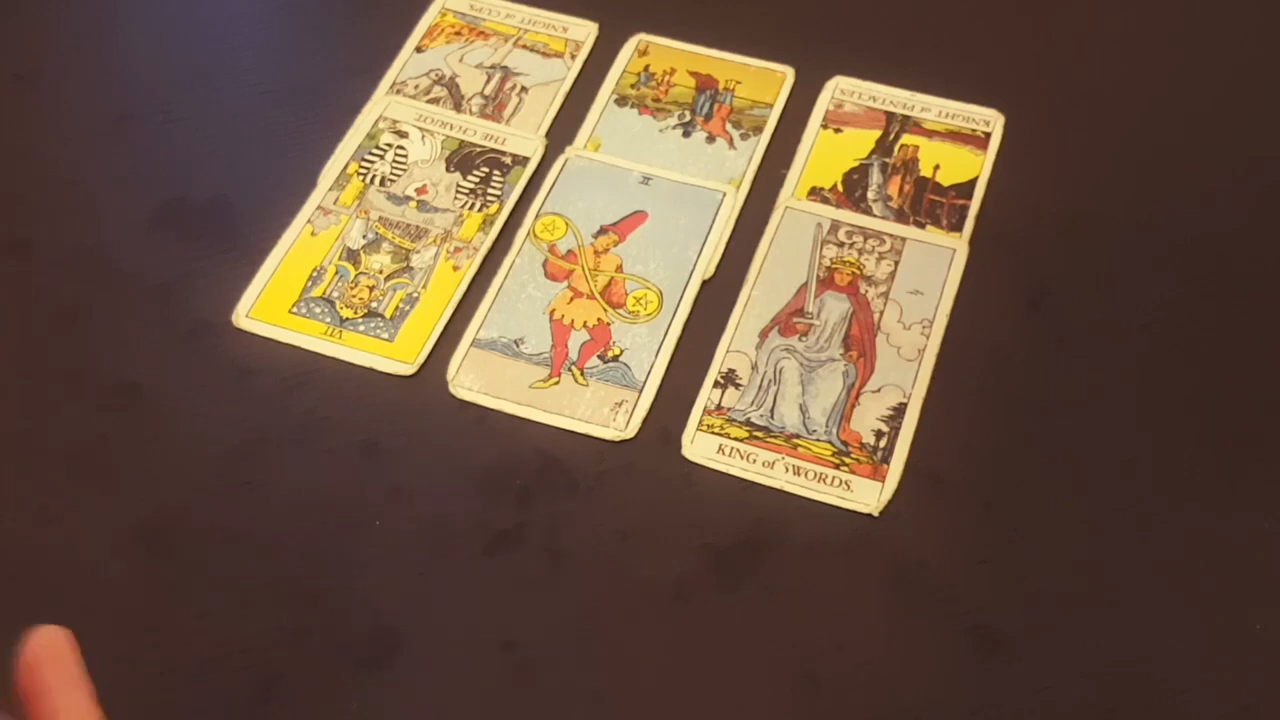 KNIGHT of CUPS.
KNIGHT of PENTACLES.
THE CHARIOT.
VII
II
KING of SWORDS.